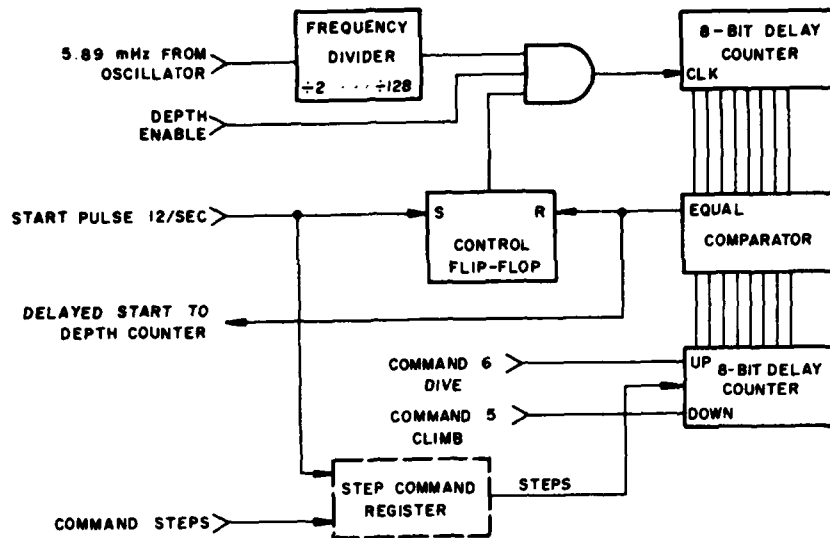 5.89 mHz FROM
OSCILLATOR
FREQUENCY
DIVIDER
÷2 · · · ÷128
8-BIT DELAY
COUNTER
CLK
DEPTH
ENABLE
START PULSE 12/SEC
S R
CONTROL
FLIP-FLOP
EQUAL
COMPARATOR
DELAYED START TO
DEPTH COUNTER
COMMAND 6
DIVE
UP
8-BIT DELAY
COUNTER
DOWN
COMMAND 5
CLIMB
STEP COMMAND
REGISTER
STEPS
COMMAND STEPS